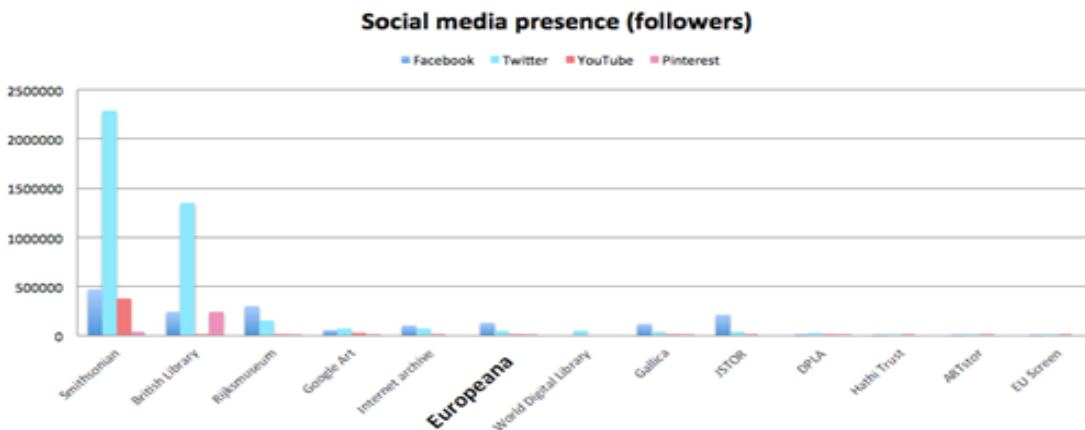 Social media presence (followers)
Facebook Twitter YouTube Pinterest
2500000
2000000
1500000
1000000
500000
0
Smithsonian
British Library
Rijksmuseum
Google Art
Internet archive
Europeana
World Digital Library
Gallica
JSTOR
DPLA
Hathi Trust
ARTstor
EU Screen